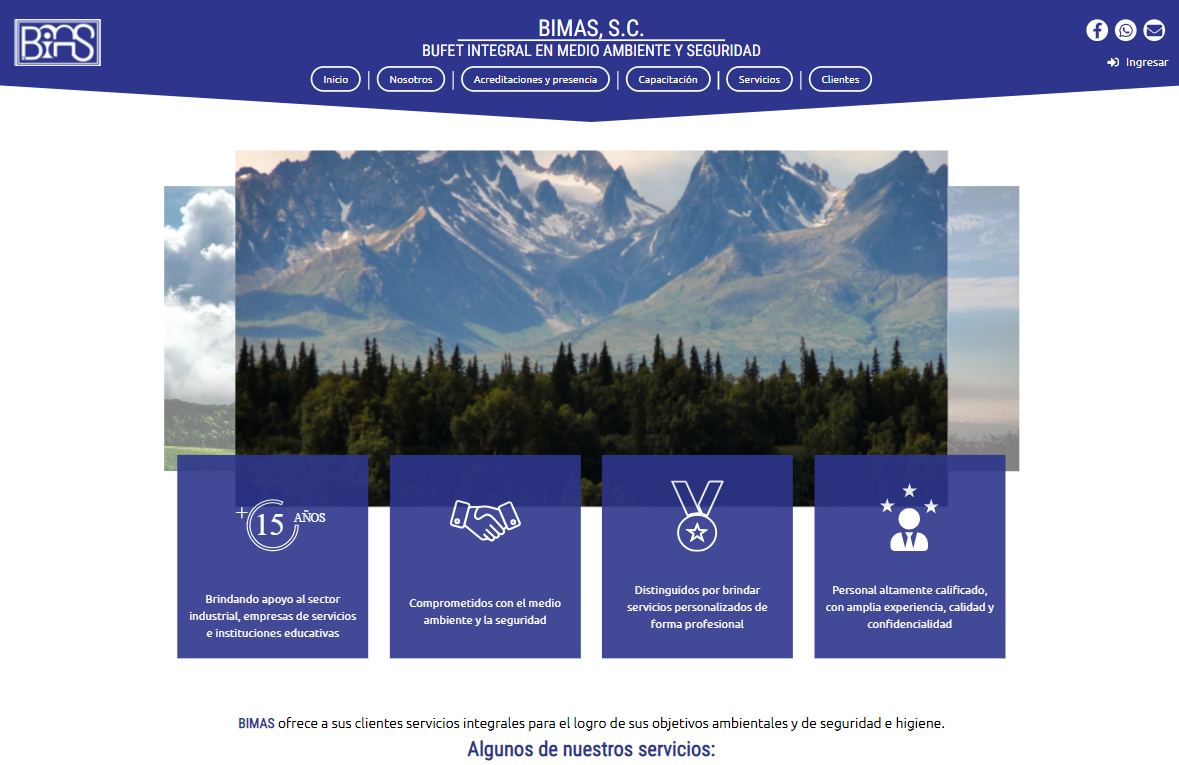 BIMAS
BIMAS, S.C.
BUFET INTEGRAL EN MEDIO AMBIENTE Y SEGURIDAD
Inicio | Nosotros | Acreditaciones y presencia | Capacitación | Servicios | Clientes
Ingresar
+15 AÑOS
Brindando apoyo al sector
industrial, empresas de servicios
e instituciones educativas
Comprometidos con el medio
ambiente y la seguridad
Distinguidos por brindar
servicios personalizados de
forma profesional
Personal altamente calificado,
con amplia experiencia, calidad y
confidencialidad
BIMAS ofrece a sus clientes servicios integrales para el logro de sus objetivos ambientales y de seguridad e higiene.
Algunos de nuestros servicios: